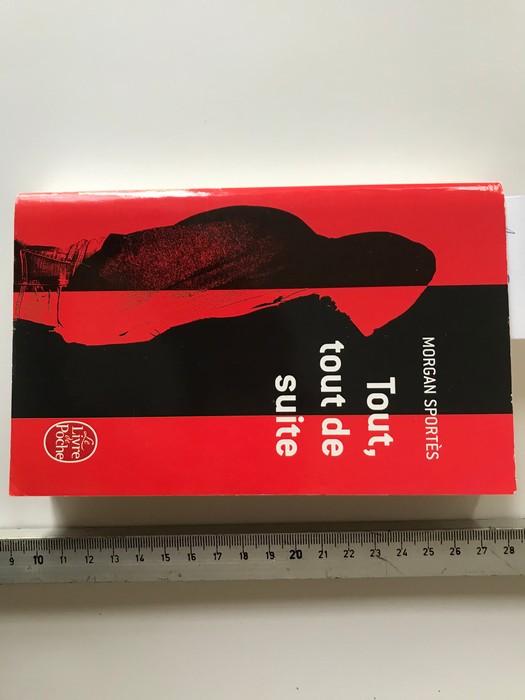 MORGAN SPORTÈS
Tout,
tout de
suite
Le
Livre
de
Poche
9 10 11 12 13 14 15 16 17 18 19 20 21 22 23 24 25 26 27 28